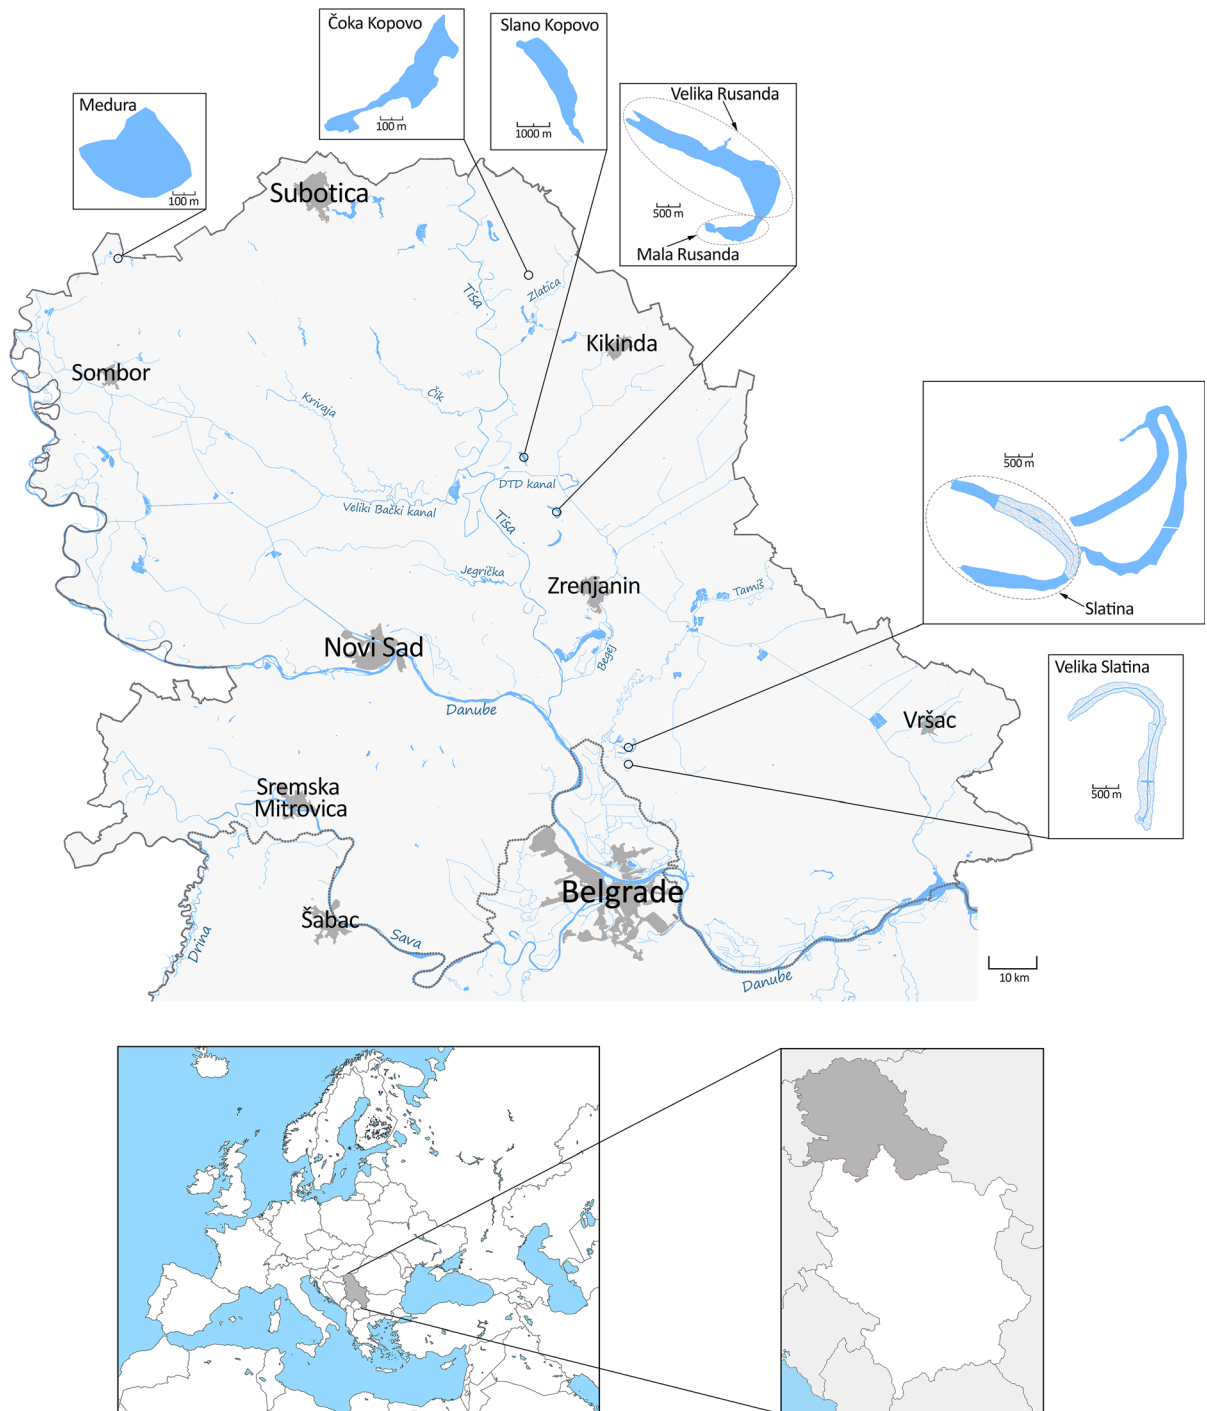 Čoka Kopovo
100 m
Slano Kopovo
1000 m
Velika Rusanda
500 m
Mala Rusanda
Medura
100 m
Subotica
Tisa
Zlatica
Kikinda
Sombor
Krivaja
Čik
500 m
Slatina
DTD kanal
Veliki Bački kanal
Tisa
Jegrička
Zrenjanin
Tamiš
Novi Sad
Begej
Velika Slatina
500 m
Danube
Vršac
Sremska
Mitrovica
Belgrade
Šabac
Sava
Drina
Danube
10 km